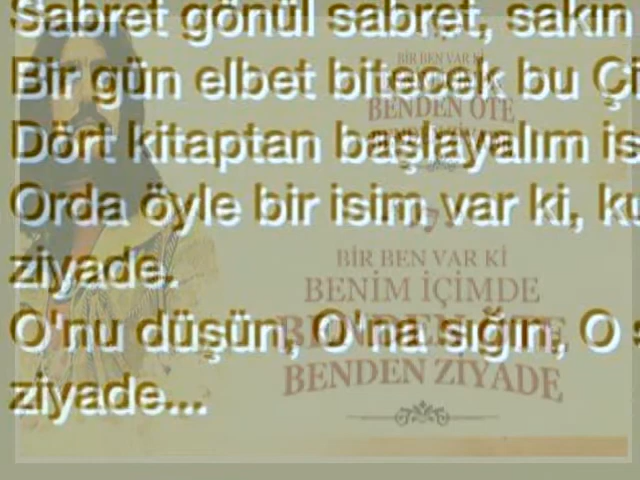 Sabret gönül sabret, sakın
Bir gün elbet bitecek bu Çi
Dört kitaptan başlayalım is
Orda öyle bir isim var ki, ku
ziyade.
O'nu düşün, O'na sığın, O s
ziyade...
BİR BEN VAR Kİ
BENDEN ÖTE
BİR BEN VAR Kİ
BENİM İÇİMDE
BENDEN ÖTE
BENDEN ZİYADE